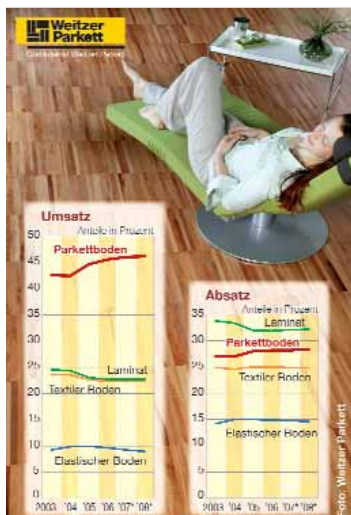 Weitzer
Parkett
Umsatz
Anteile in Prozent
50
45
40
35
30
25
20
15
10
5
0
Parkettboden
Laminat
Textiler Boden
Elastischer Boden
2003 '04 '05 '06 '07* '08*
Absatz
Anteile in Prozent
35
30
25
20
15
10
5
0
Laminat
Parkettboden
Textiler Boden
Elastischer Boden
2003 '04 '05 '06 '07* '08*
Foto: Weitzer Parkett